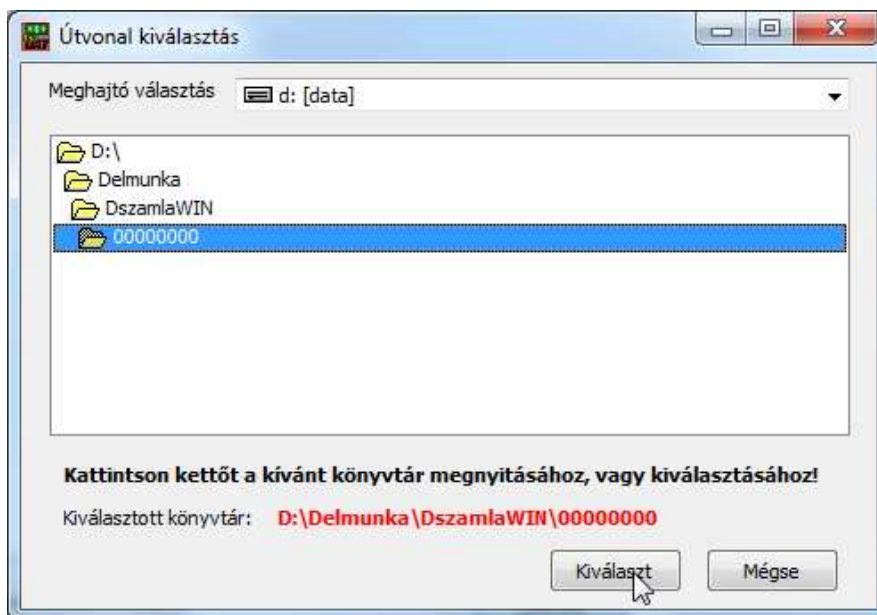 Útvonal kiválasztás
Meghajtó választás d: [data]
D:\
Delmunka
DszamlaWIN
00000000
Kattintson kettőt a kívánt könyvtár megnyitásához, vagy kiválasztásához!
Kiválasztott könyvtár: D:\Delmunka\DszamlaWIN\00000000
Kiválaszt Mégse